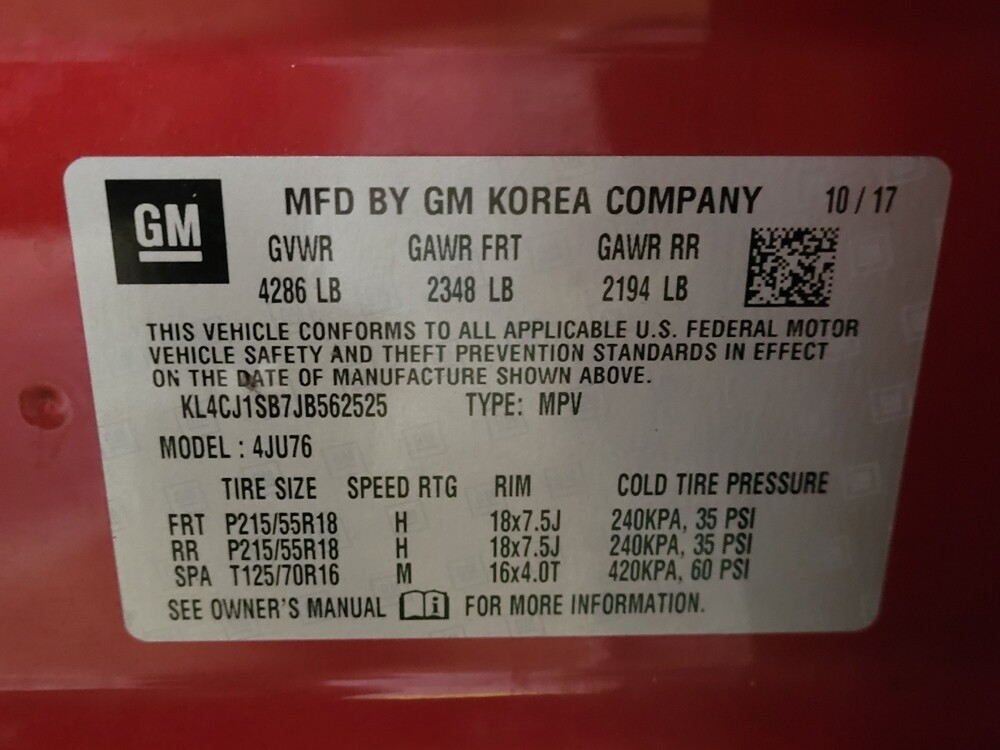 GM
MFD BY GM KOREA COMPANY 10 / 17
GVWR GAWR FRT GAWR RR
4286 LB 2348 LB 2194 LB
THIS VEHICLE CONFORMS TO ALL APPLICABLE U.S. FEDERAL MOTOR
VEHICLE SAFETY AND THEFT PREVENTION STANDARDS IN EFFECT
ON THE DATE OF MANUFACTURE SHOWN ABOVE.
KL4CJ1SB7JB562525 TYPE: MPV
MODEL : 4JU76
TIRE SIZE SPEED RTG RIM COLD TIRE PRESSURE
FRT P215/55R18 H 18x7.5J 240KPA, 35 PSI
RR P215/55R18 H 18x7.5J 240KPA, 35 PSI
SPA T125/70R16 M 16x4.0T 420KPA, 60 PSI
SEE OWNER'S MANUAL FOR MORE INFORMATION.